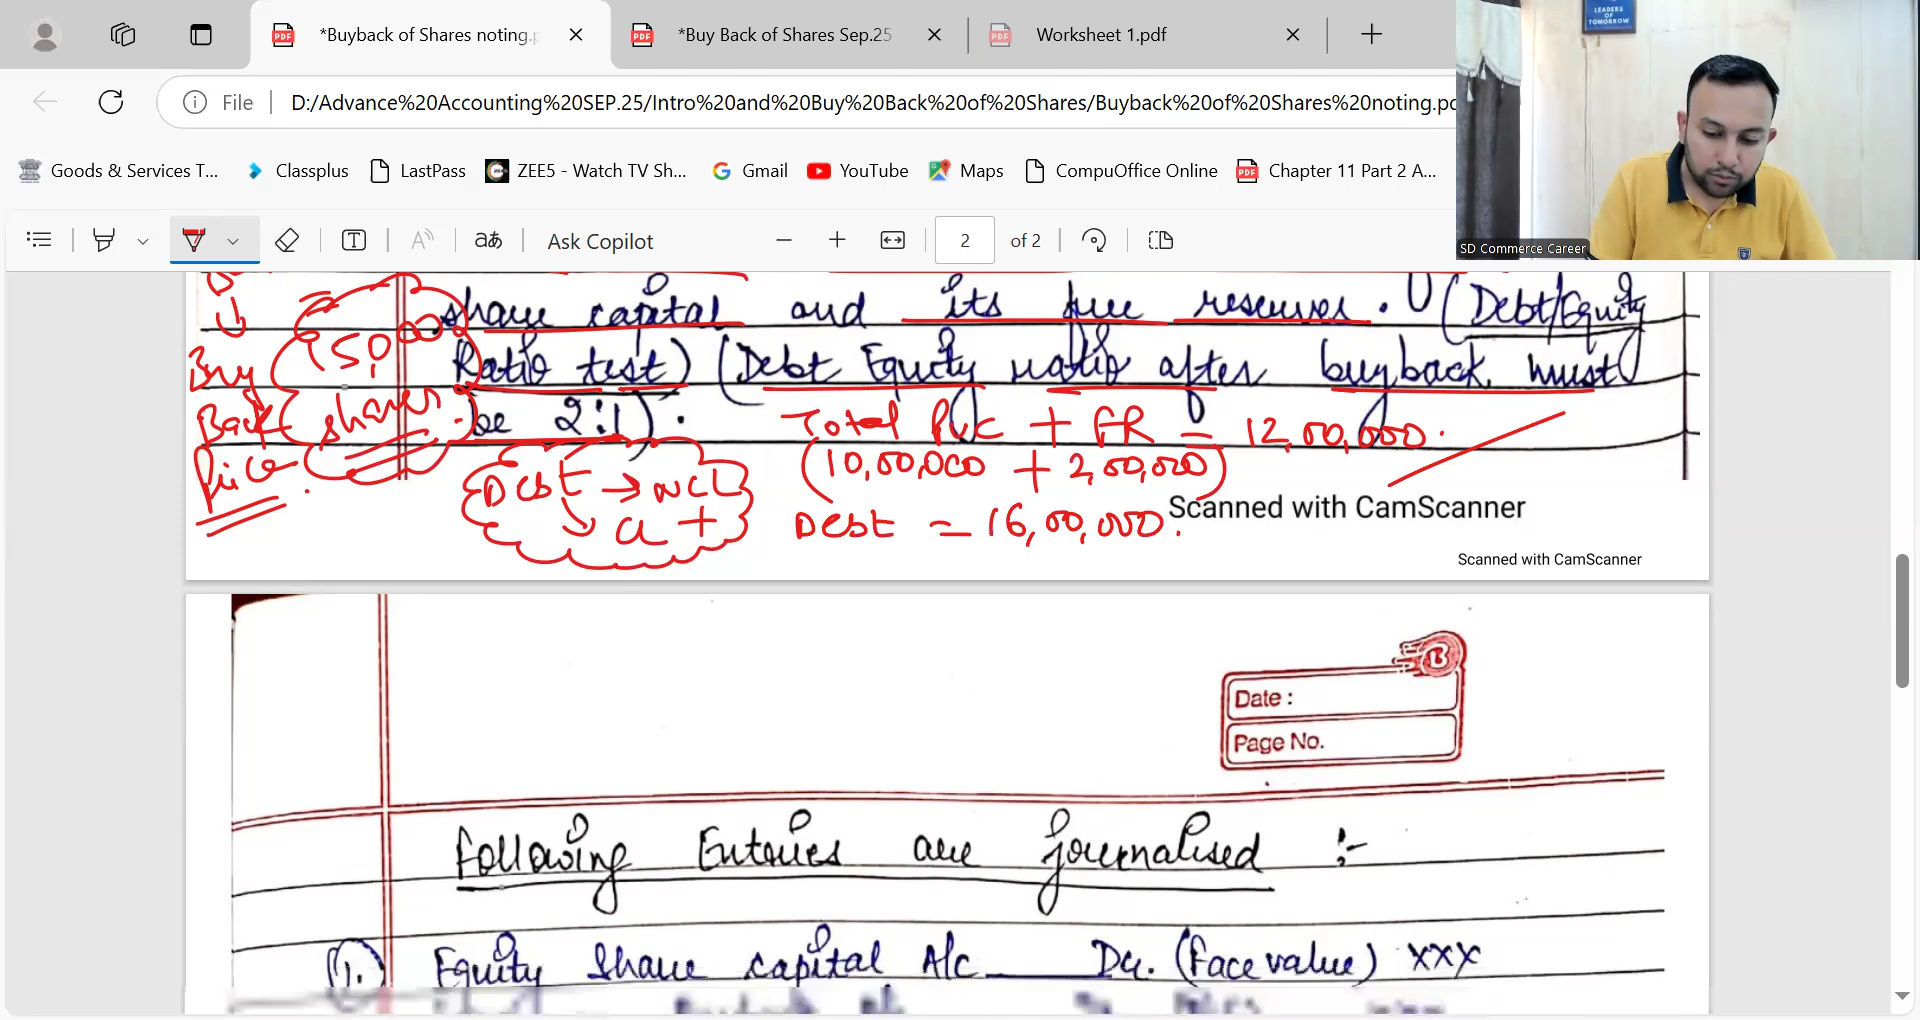 *Buyback of Shares noting.p
*Buy Back of Shares Sep.25
Worksheet 1.pdf
LEADERS
OF
TOMORROW
File
D:/Advance%20Accounting%20SEP.25/Intro%20and%20Buy%20Back%20of%20Shares/Buyback%20of%20Shares%20noting.pd
Goods & Services T...
Classplus
LastPass
ZEE5 - Watch TV Sh...
Gmail
YouTube
Maps
CompuOffice Online
Chapter 11 Part 2 A...
Ask Copilot
2
of 2
SD Commerce Career
share capital and its free reserves. (Debt/Equity
Ratio test) (Debt Equity ratio after buyback must
be 2:1).
Buy
Back
Price
150,000
shares.
Total PUC + FR = 12,00,000.
(10,00,000 + 2,00,000)
Debt → NCL
CL +
Debt = 16,00,000.
Scanned with CamScanner
Scanned with CamScanner
B
Date :
Page No.
Following Entries are journalised :-
(1.) Equity Share capital A/c Dr. (Face value) xxx